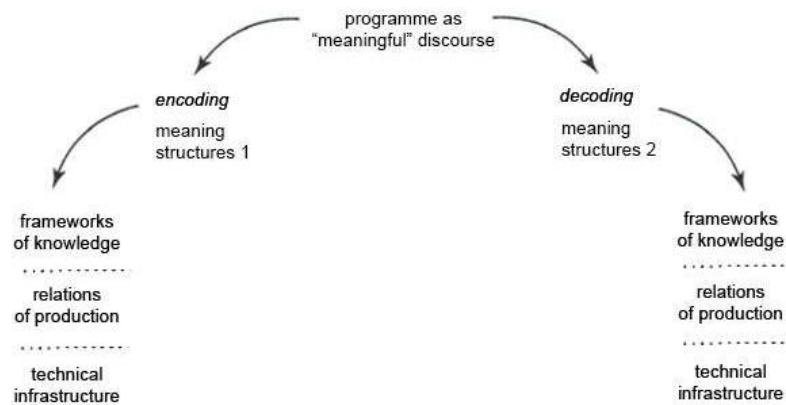 programme as
“meaningful” discourse
encoding
meaning
structures 1
decoding
meaning
structures 2
frameworks
of knowledge
relations
of production
technical
infrastructure
frameworks
of knowledge
relations
of production
technical
infrastructure